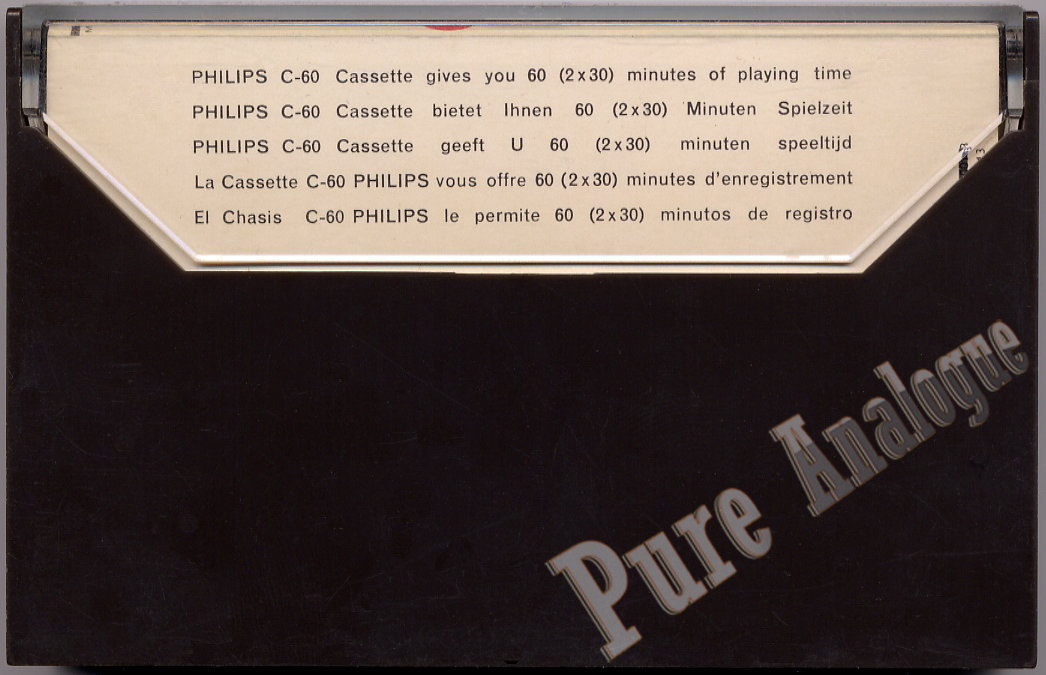 PHILIPS C-60 Cassette gives you 60 (2x30) minutes of playing time
PHILIPS C-60 Cassette bietet Ihnen 60 (2x30) Minuten Spielzeit
PHILIPS C-60 Cassette geeft U 60 (2x30) minuten speeltijd
La Cassette C-60 PHILIPS vous offre 60 (2x30) minutes d'enregistrement
El Chasis C-60 PHILIPS le permite 60 (2x30) minutos de registro
Pure Analogue